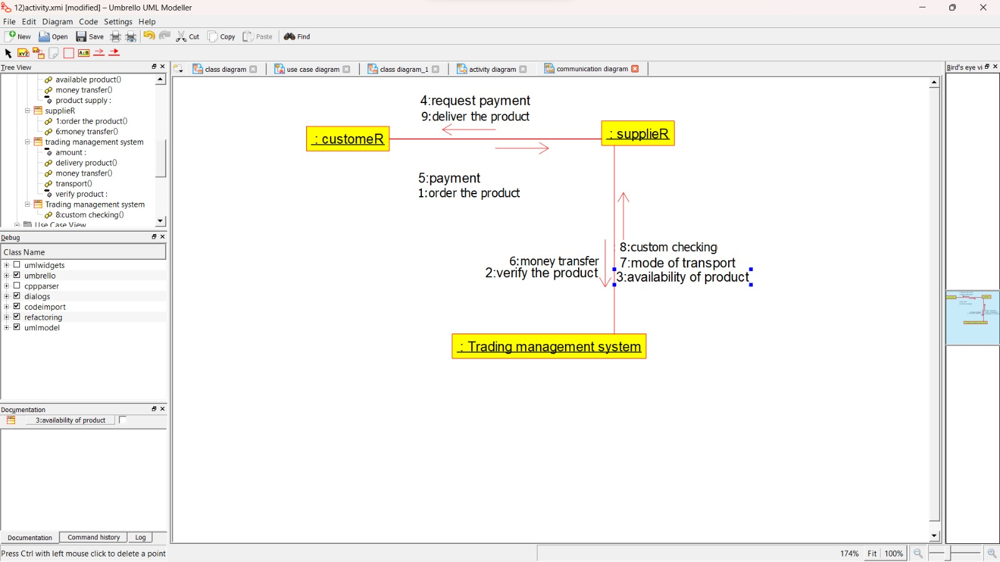 12)activity.xmi [modified] – Umbrello UML Modeller
File Edit Diagram Code Settings Help
New Open Save Cut Copy Paste Find
XYZ A:B
Tree View
available product()
money transfer()
product supply :
supplieR
1:order the product()
6:money transfer()
trading management system
amount :
delivery product()
money transfer()
transport()
verify product :
Trading management system
8:custom checking()
Use Case View
Debug
Class Name
umlwidgets
umbrello
cppparser
dialogs
codeimport
refactoring
umlmodel
Documentation
3:availability of product
Documentation Command history Log
Press Ctrl with left mouse click to delete a point
class diagram use case diagram class diagram_1 activity diagram communication diagram
4:request payment
9:deliver the product
: customeR
: supplieR
5:payment
1:order the product
6:money transfer
2:verify the product
8:custom checking
7:mode of transport
3:availability of product
: Trading management system
Bird's eye vi
174% Fit 100%